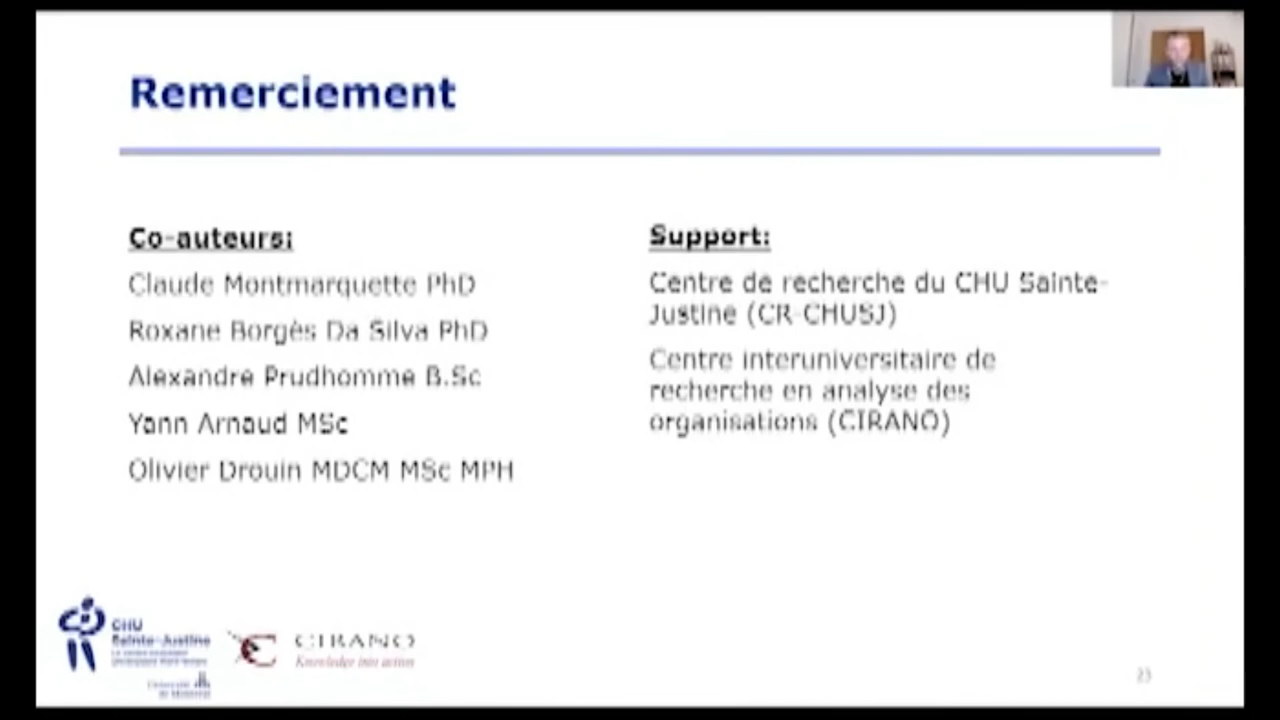 Remerciement
Co-auteurs:
Claude Montmarquette PhD
Roxane Borgès Da Silva PhD
Alexandre Prudhomme B.Sc
Yann Arnaud MSc
Olivier Drouin MDCM MSc MPH
Support:
Centre de recherche du CHU Sainte-
Justine (CR-CHUSJ)
Centre interuniversitaire de
recherche en analyse des
organisations (CIRANO)
CHU
Sainte-Justine
Université
de Montréal
CIRANO
Knowledge into action
23